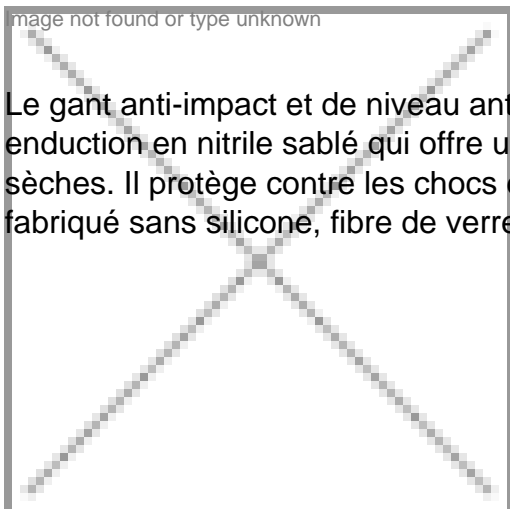 Image not found or type unknown
Le gant anti-impact et de niveau ant
enduction en nitrile sablé qui offre u
sèches. Il protège contre les chocs
fabriqué sans silicone, fibre de verre